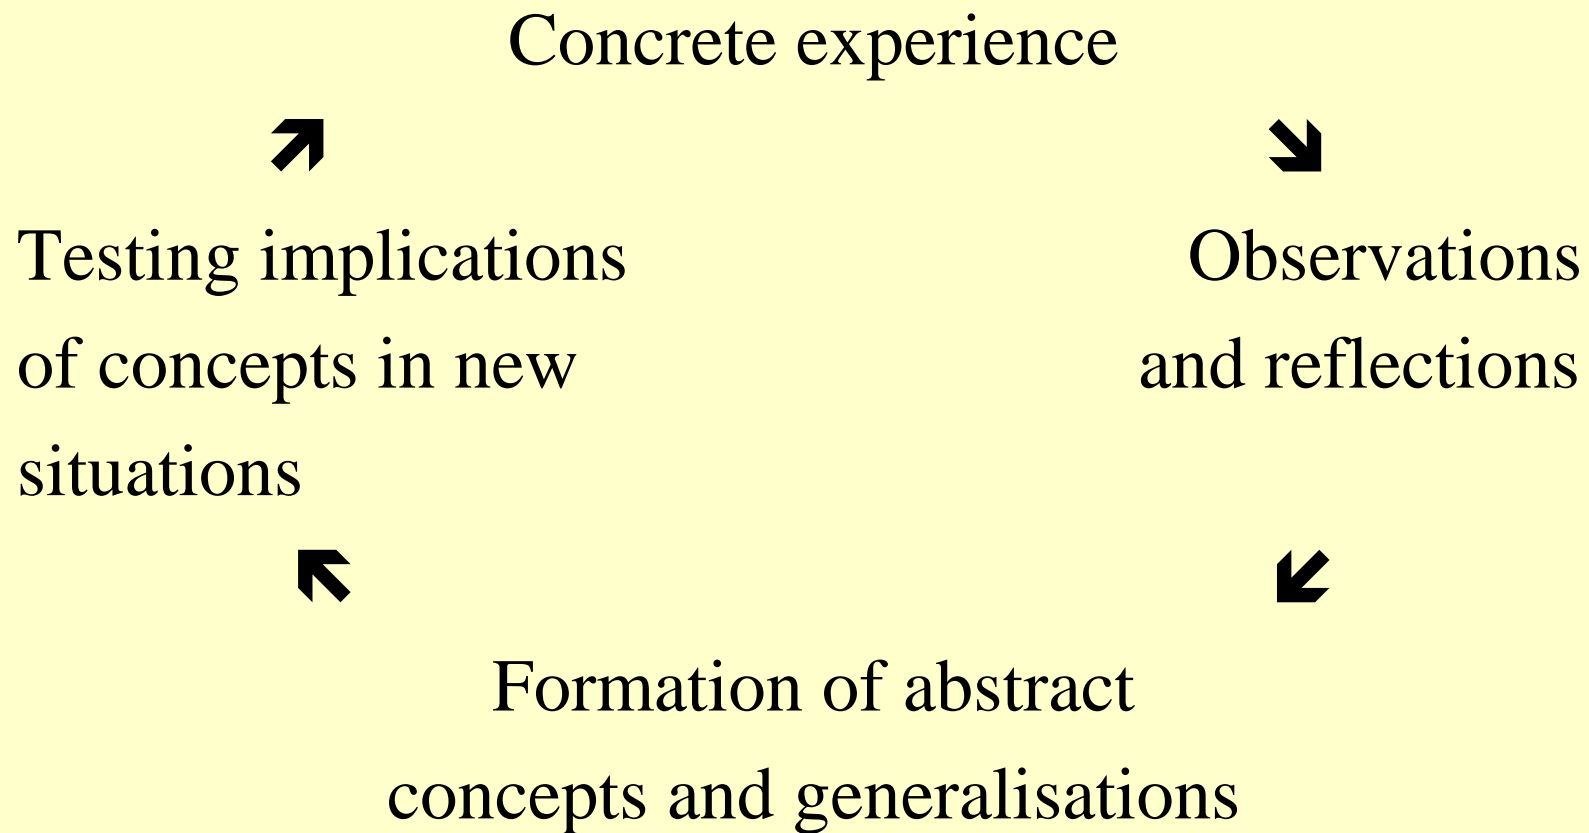 Concrete experience
Testing implications
of concepts in new
situations
Observations
and reflections
Formation of abstract
concepts and generalisations